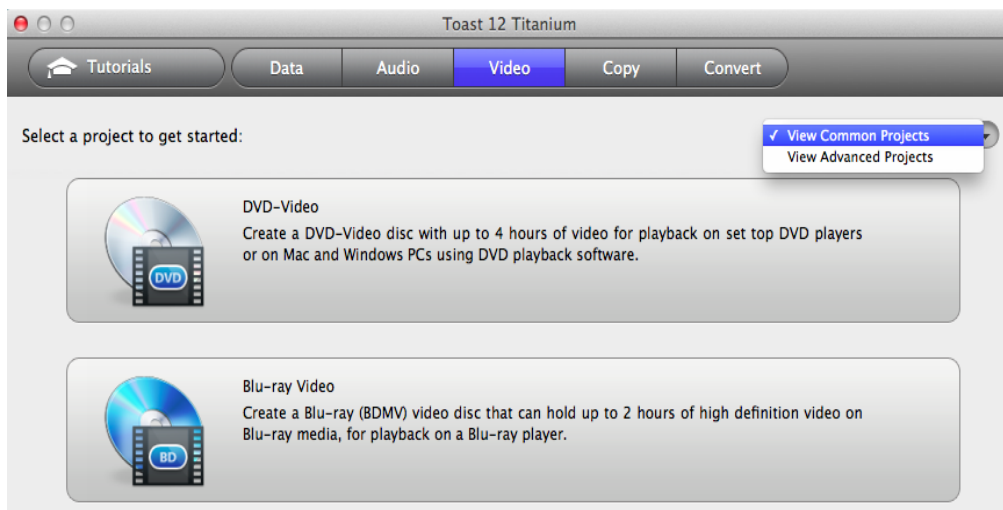 Toast 12 Titanium
Tutorials
Data
Audio
Video
Copy
Convert
Select a project to get started:
✓ View Common Projects
View Advanced Projects
DVD-Video
Create a DVD-Video disc with up to 4 hours of video for playback on set top DVD players
or on Mac and Windows PCs using DVD playback software.
DVD
Blu-ray Video
Create a Blu-ray (BDMV) video disc that can hold up to 2 hours of high definition video on
Blu-ray media, for playback on a Blu-ray player.
BD